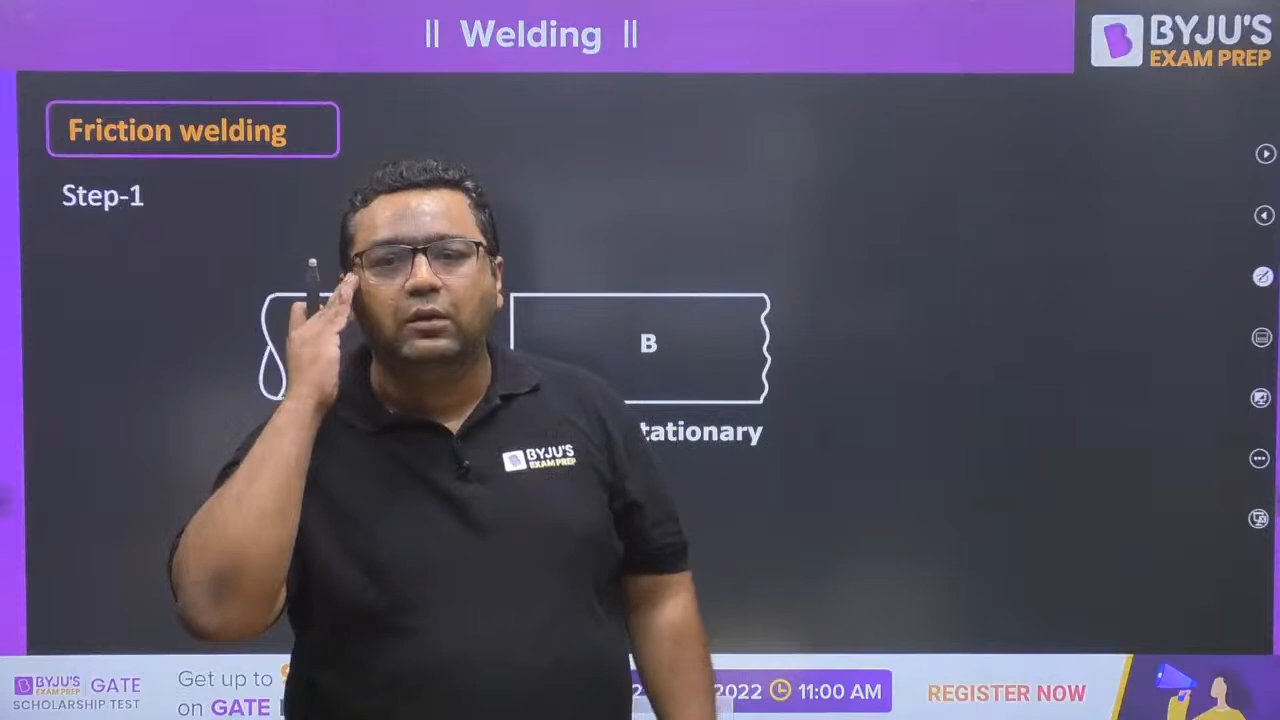 || Welding ||
BYJU'S
EXAM PREP
Friction welding
Step-1
B
tationary
BYJU'S
EXAM PREP
BYJU'S
EXAM PREP
GATE
SCHOLARSHIP TEST
Get up to
on GATE
2022 11:00 AM
REGISTER NOW